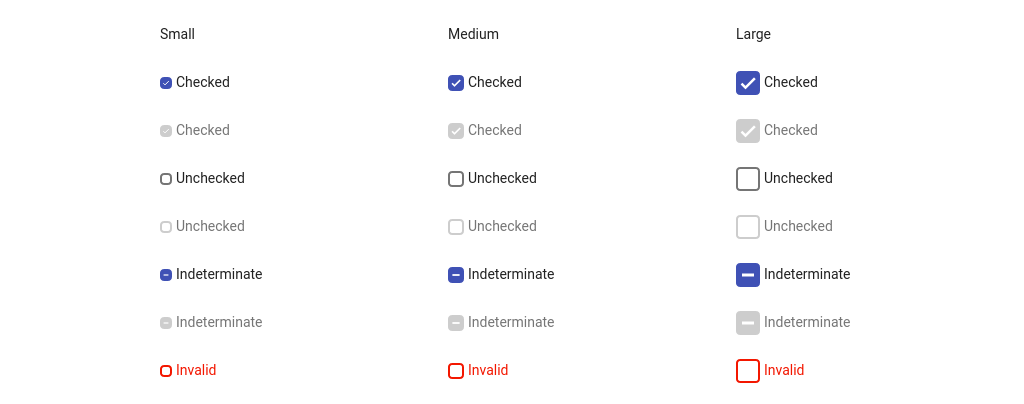 Small Medium Large
Checked Checked Checked
Checked Checked Checked
Unchecked Unchecked Unchecked
Unchecked Unchecked Unchecked
Indeterminate Indeterminate Indeterminate
Indeterminate Indeterminate Indeterminate
Invalid Invalid Invalid